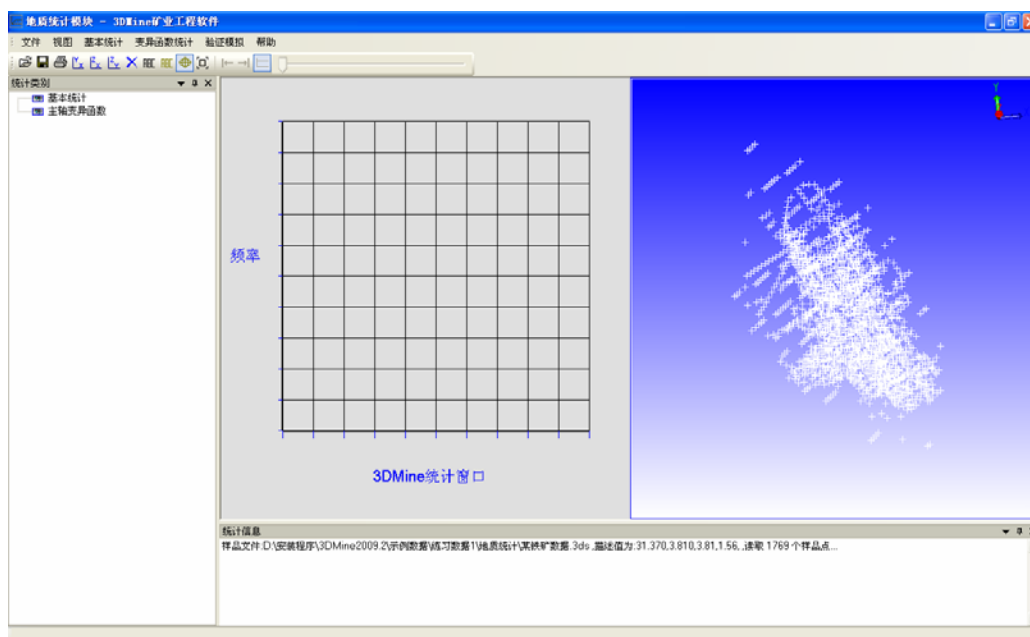 地质统计模块 - 3DMine矿业工程软件
文件 视图 基本统计 变异函数统计 验证模拟 帮助
统计类别
基本统计
主轴变异函数
频率
3DMine统计窗口
Y
统计信息
样品文件:D:\安装程序\3DMine2009.2\示例数据\练习数据1\地质统计\某铁矿数据.3ds ,描述值为:31.370,3.810,3.81,1.56, ,读取 1769 个样品点...